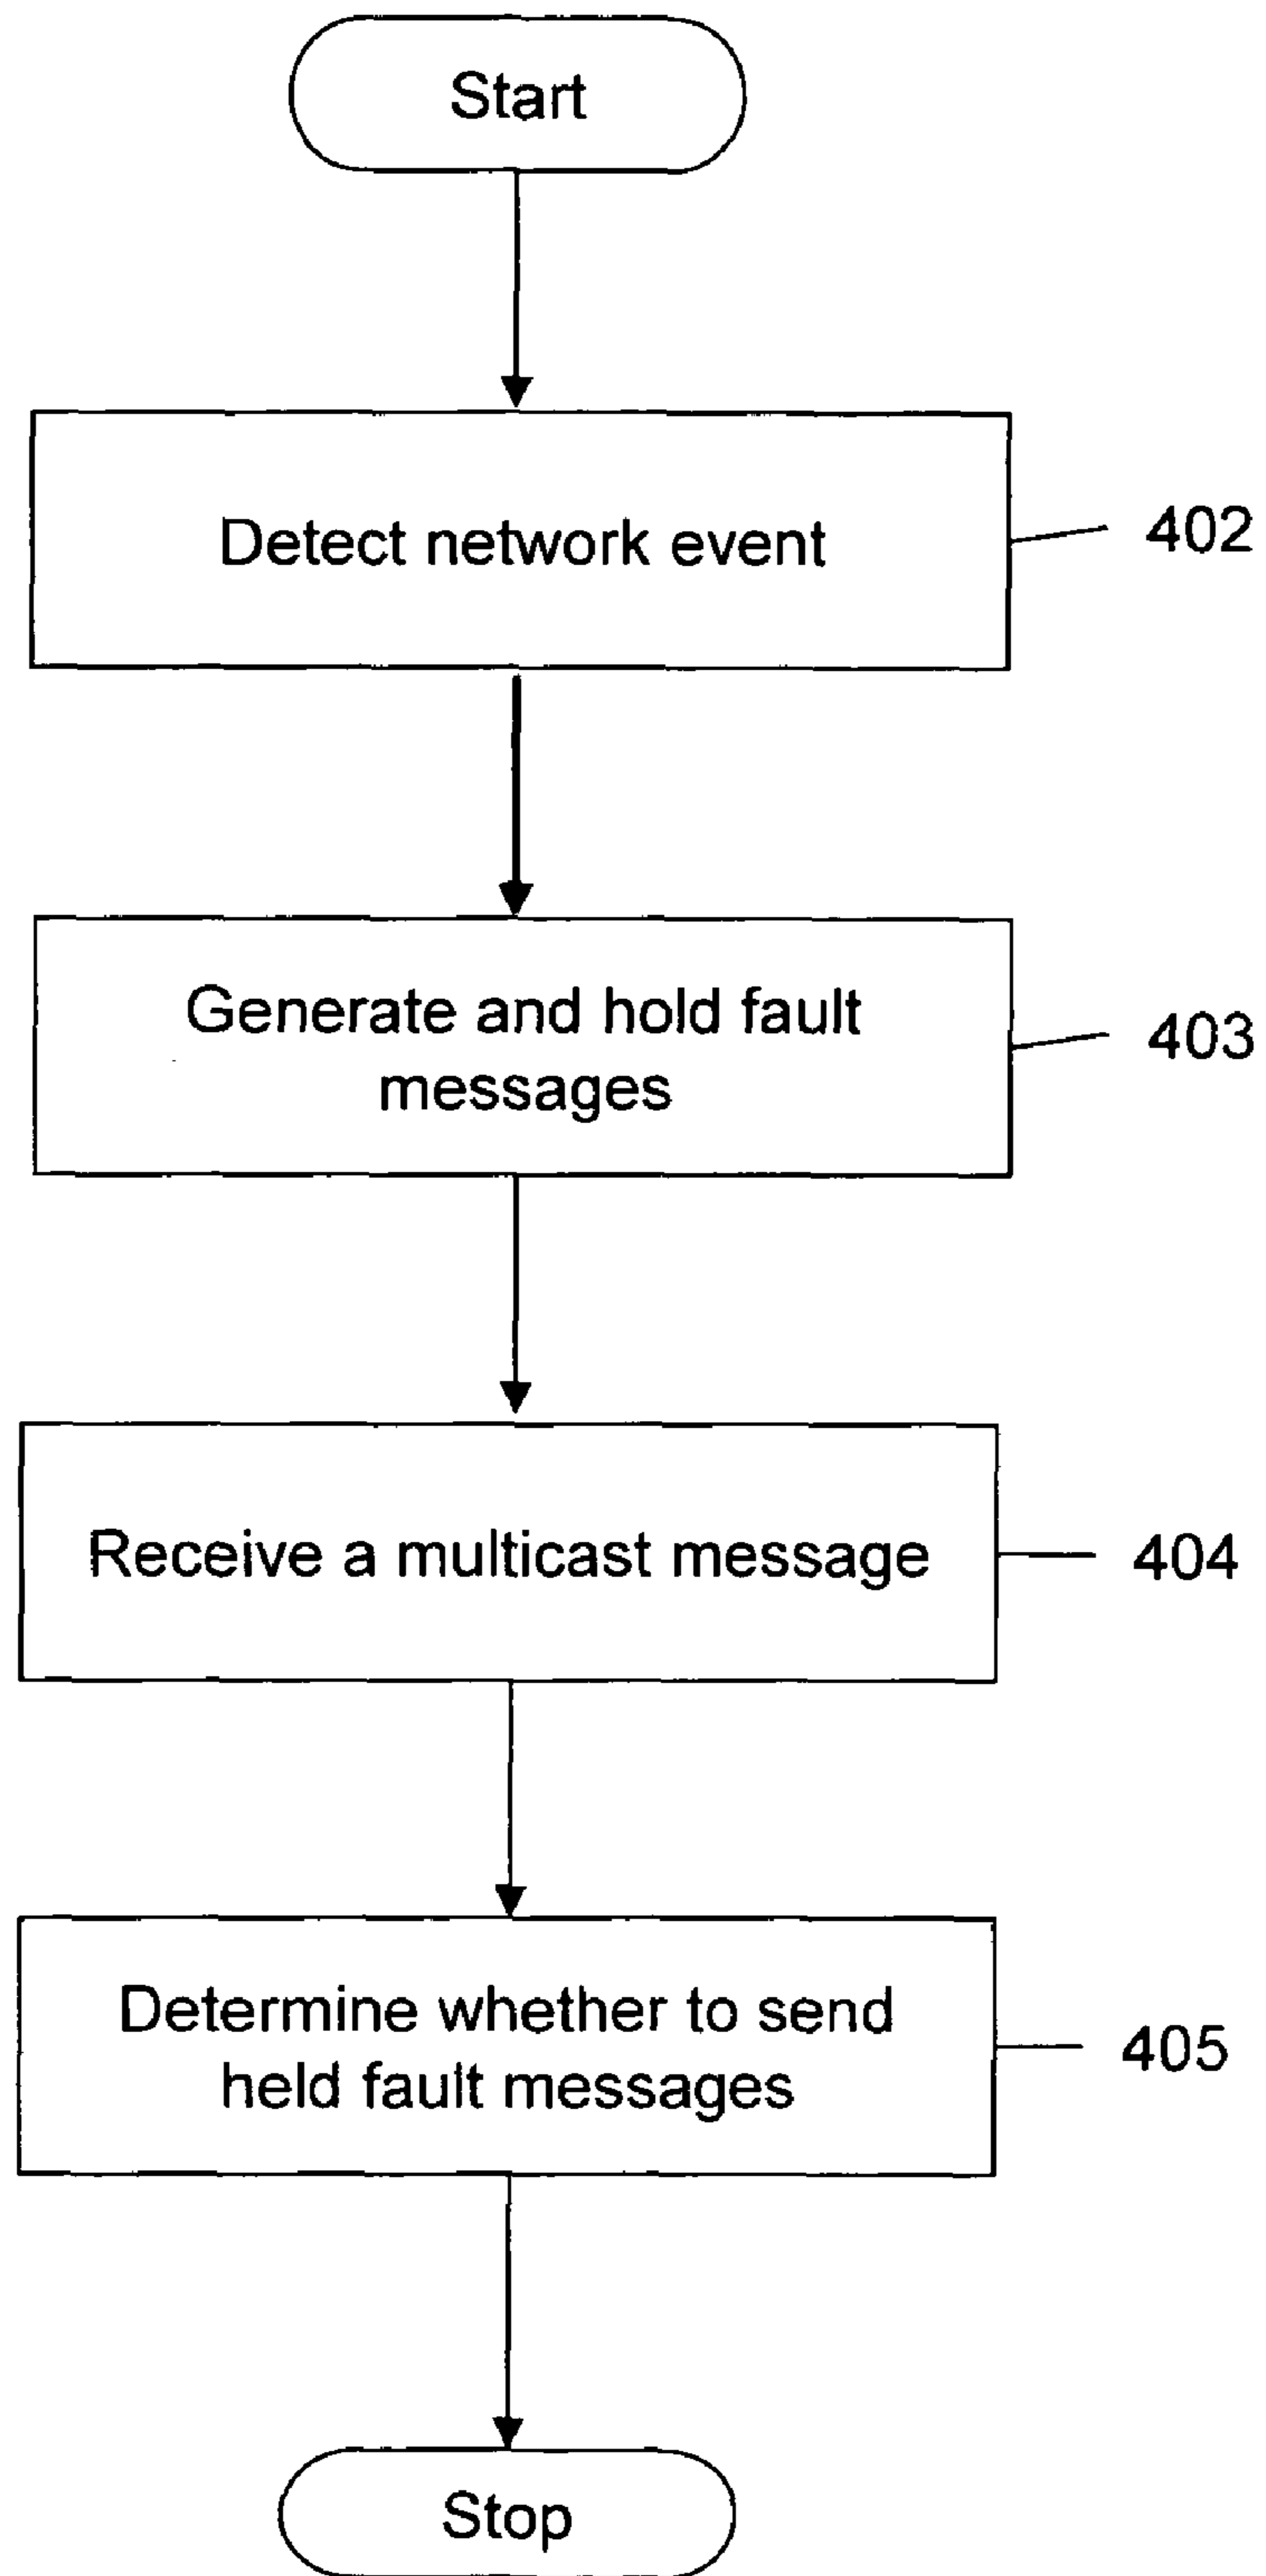 Start
Detect network event
402
Generate and hold fault
messages
403
Receive a multicast message
404
Determine whether to send
held fault messages
405
Stop